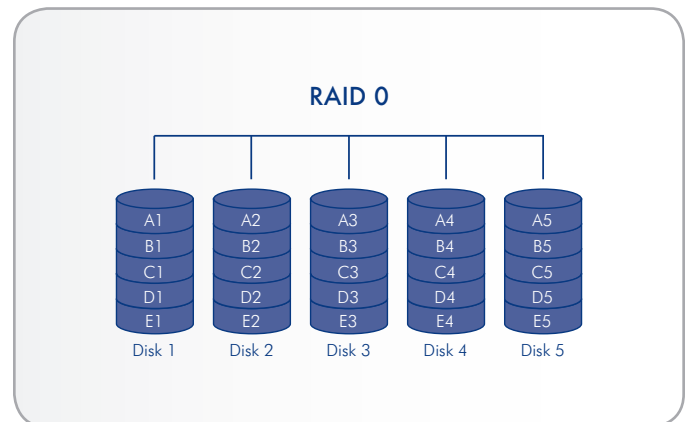 RAID 0
A1 A2 A3 A4 A5
B1 B2 B3 B4 B5
C1 C2 C3 C4 C5
D1 D2 D3 D4 D5
E1 E2 E3 E4 E5
Disk 1 Disk 2 Disk 3 Disk 4 Disk 5